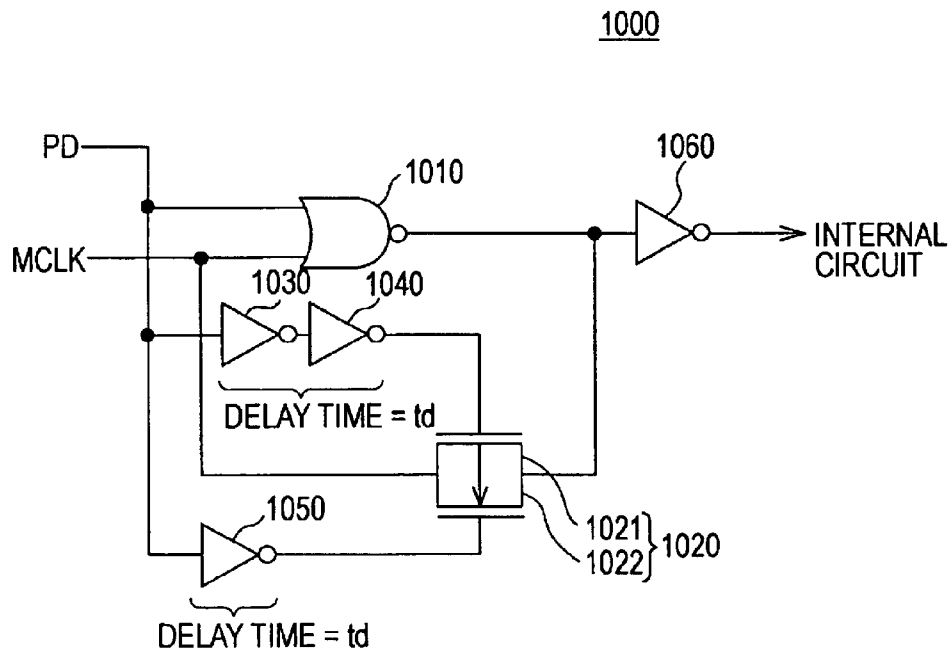 1000
PD
1010
1060
MCLK
INTERNAL
CIRCUIT
1030
1040
DELAY TIME = td
1050
1021
1022
1020
DELAY TIME = td